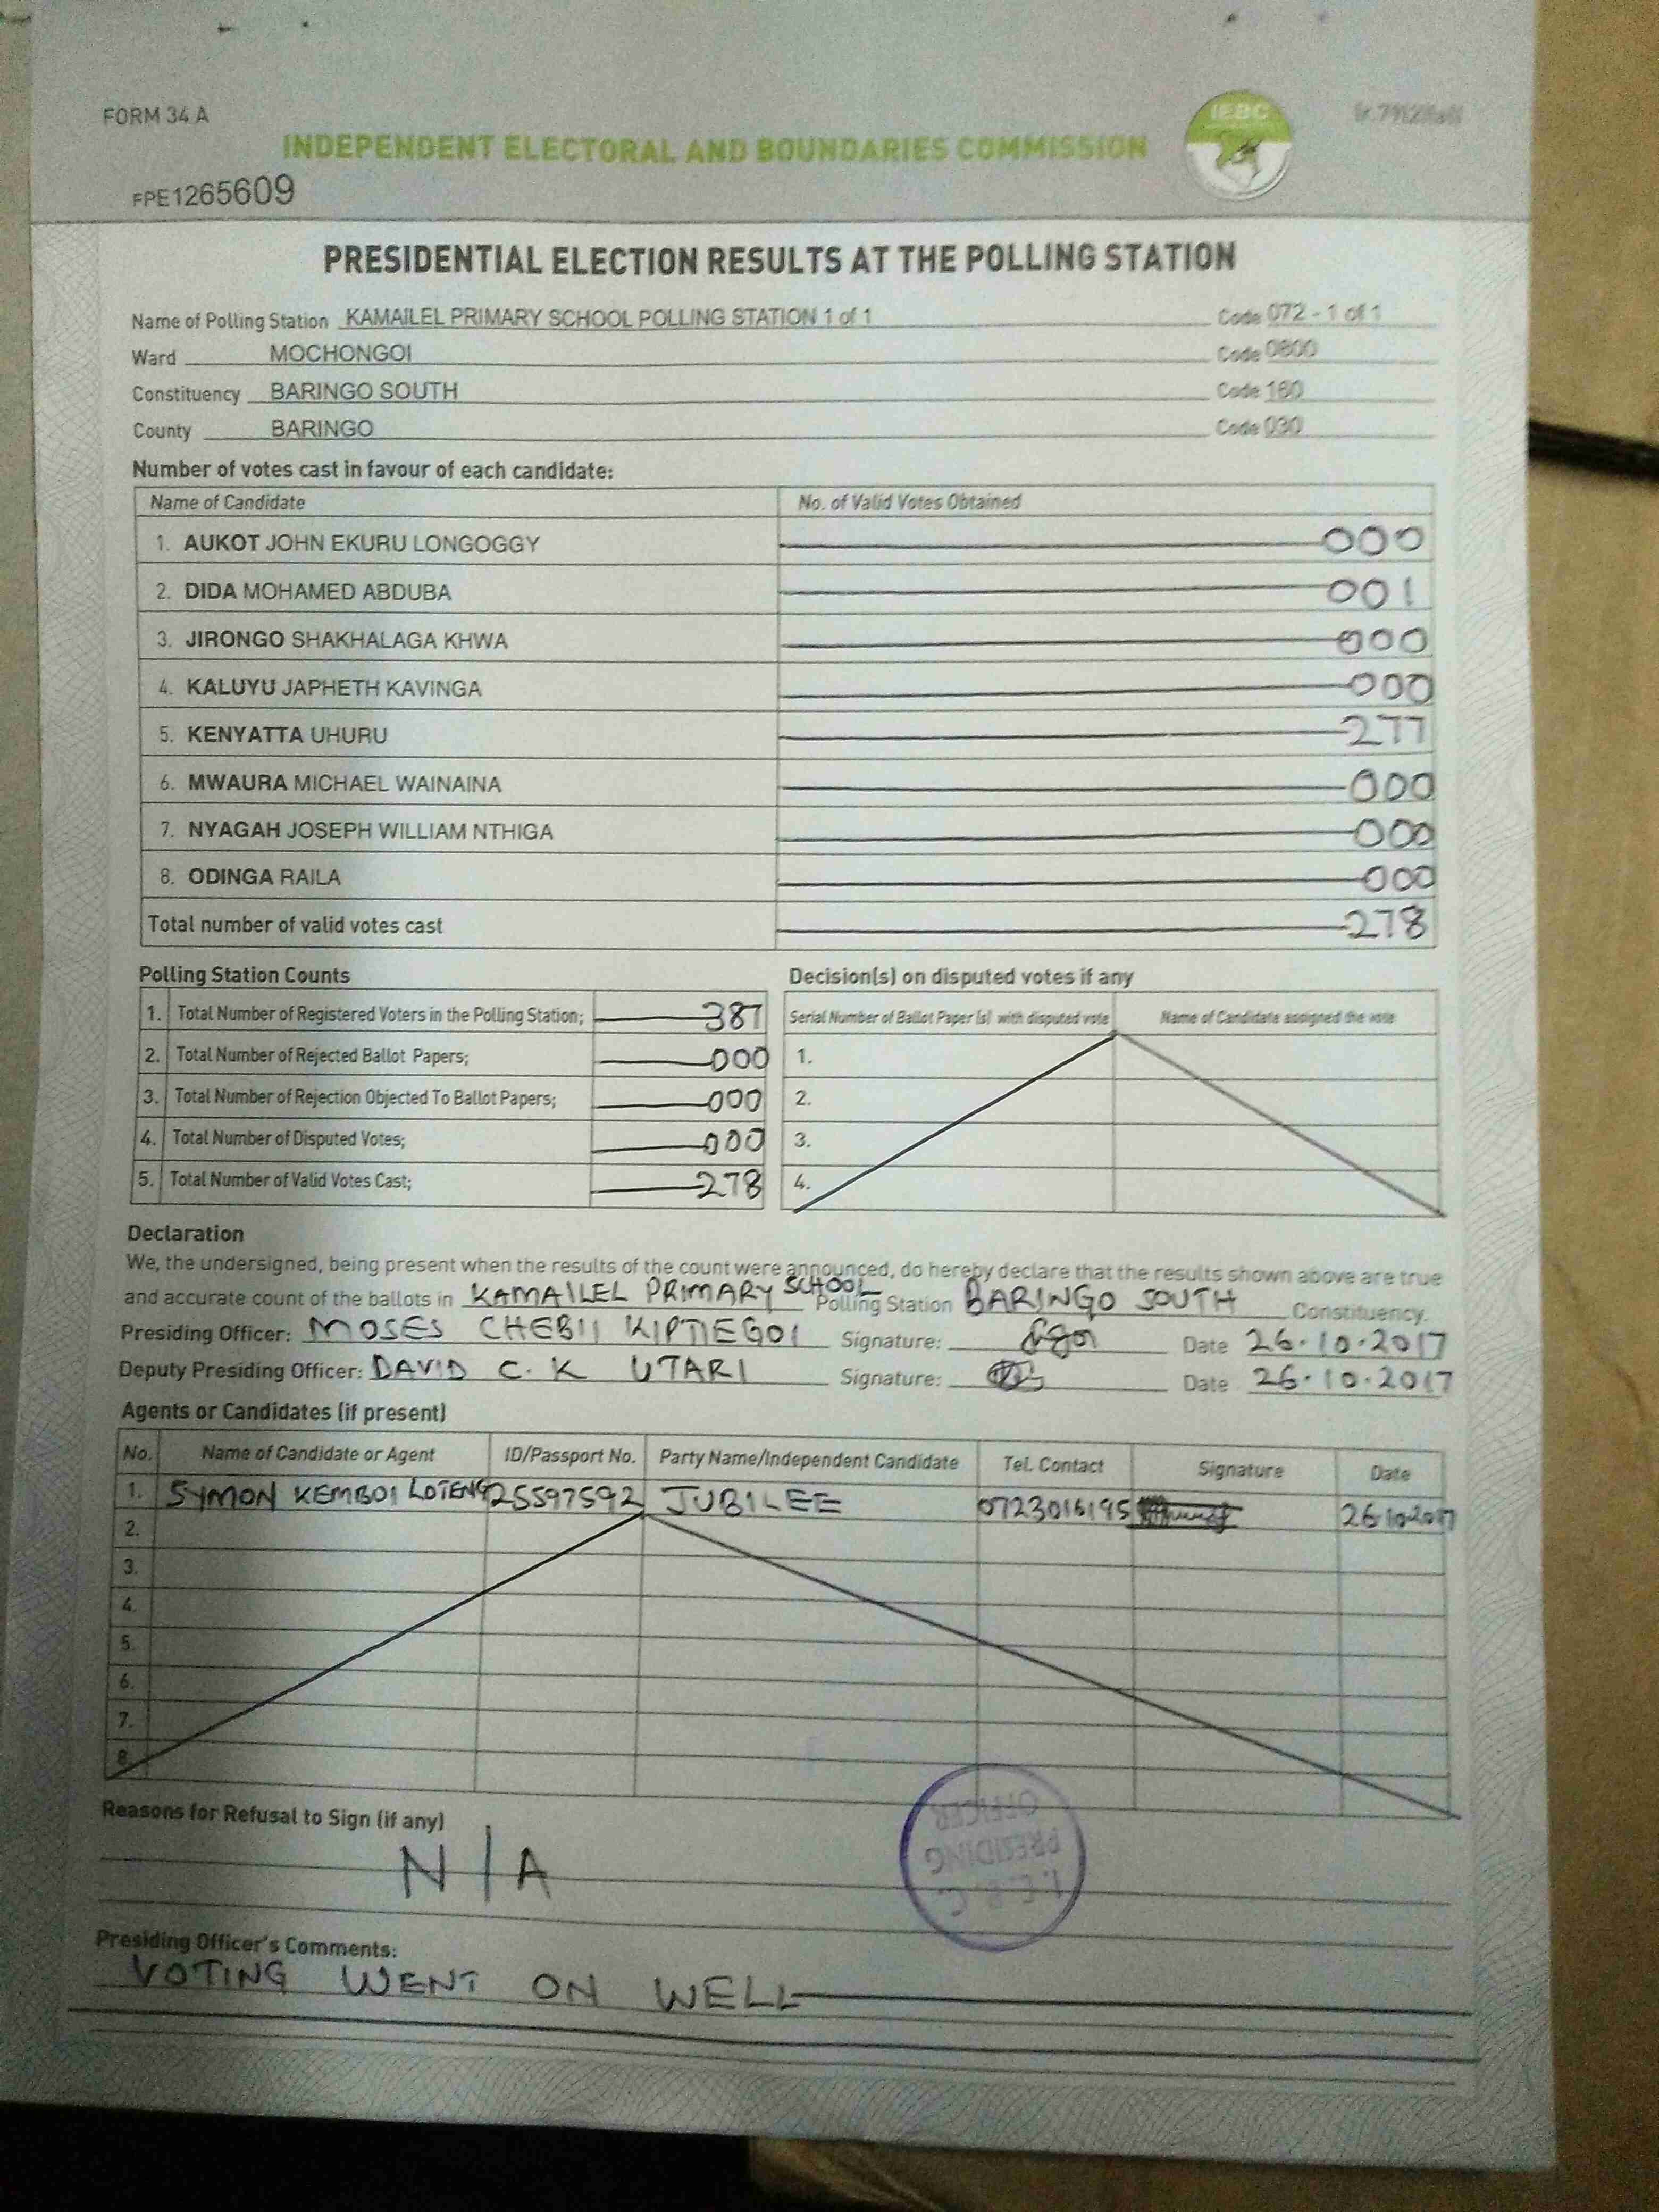 FORM 34 A
IEBC
INDEPENDENT ELECTORAL AND BOUNDARIES COMMISSION
FPE1265609
PRESIDENTIAL ELECTION RESULTS AT THE POLLING STATION
Name of Polling Station KAMAILEL PRIMARY SCHOOL POLLING STATION 1 of 1 Code 072 - 1 of 1
Ward MOCHONGOI Code 0800
Constituency BARINGO SOUTH Code 160
County BARINGO Code 030
Number of votes cast in favour of each candidate:
Name of Candidate No. of Valid Votes Obtained
1. AUKOT JOHN EKURU LONGOGGY 000
2. DIDA MOHAMED ABDUBA 001
3. JIRONGO SHAKHALAGA KHWA 000
4. KALUYU JAPHETH KAVINGA 000
5. KENYATTA UHURU 277
6. MWAURA MICHAEL WAINAINA 000
7. NYAGAH JOSEPH WILLIAM NTHIGA 000
8. ODINGA RAILA 000
Total number of valid votes cast 278
Polling Station Counts
1. Total Number of Registered Voters in the Polling Station; 387
2. Total Number of Rejected Ballot Papers; 000
3. Total Number of Rejection Objected To Ballot Papers; 000
4. Total Number of Disputed Votes; 000
5. Total Number of Valid Votes Cast; 278
Decision(s) on disputed votes if any
Serial Number of Ballot Paper (s) with disputed vote Name of Candidate assigned the vote
1.
2.
3.
4.
Declaration
We, the undersigned, being present when the results of the count were announced, do hereby declare that the results shown above are true
and accurate count of the ballots in KAMAILEL PRIMARY SCHOOL Polling Station BARINGO SOUTH Constituency.
Presiding Officer: MOSES CHEBII KIPTIEGOI Signature: Date 26.10.2017
Deputy Presiding Officer: DAVID C.K UTARI Signature: Date 26.10.2017
Agents or Candidates (if present)
No. Name of Candidate or Agent ID/Passport No. Party Name/Independent Candidate Tel. Contact Signature Date
1. SYMON KEMBOI LOTENG 25597592 JUBILEE 0723016195 26.10.2017
2.
3.
4.
5.
6.
7.
8.
Reasons for Refusal to Sign (if any)
N/A
I.E.B.C.
PRESIDING
OFFICER
Presiding Officer's Comments:
VOTING WENT ON WELL